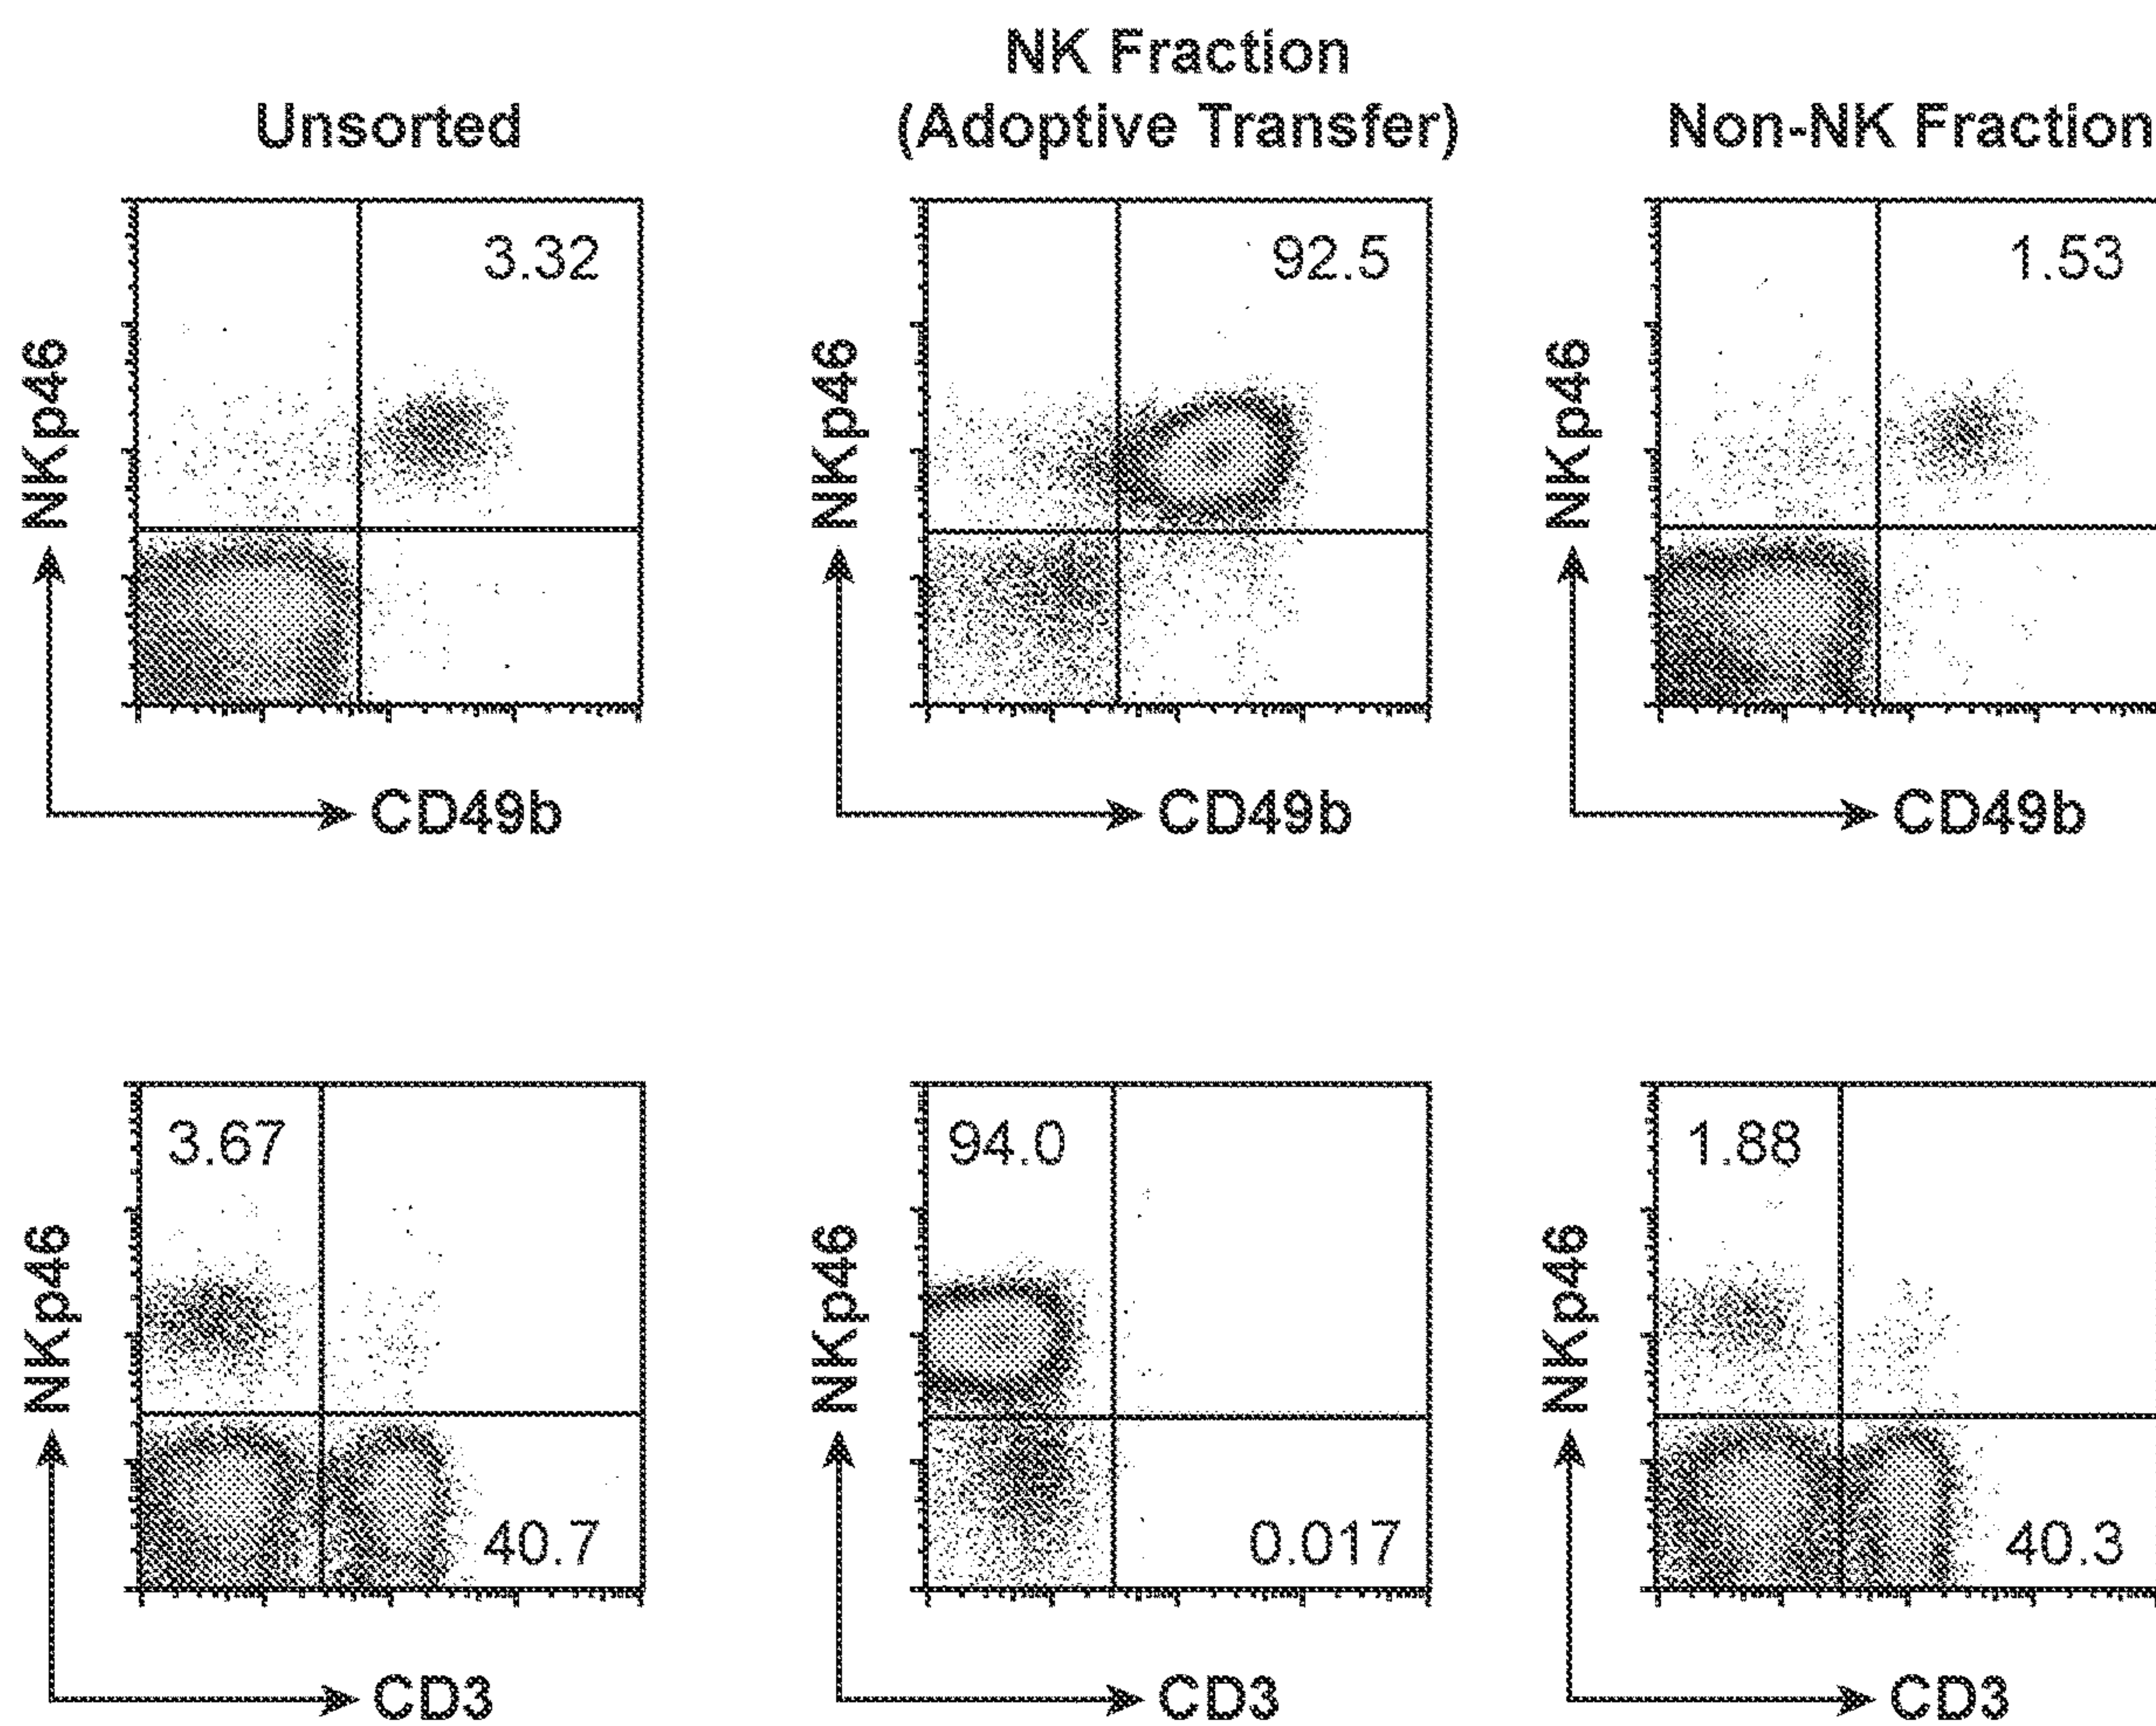 NK Fraction
Unsorted
(Adoptive Transfer)
Non-NK Fraction
3.32
92.5
1.53
NKp46
NKp46
NKp46
CD49b
CD49b
CD49b
3.67
94.0
1.88
NKp46
NKp46
NKp46
40.7
0.017
40.3
CD3
CD3
CD3